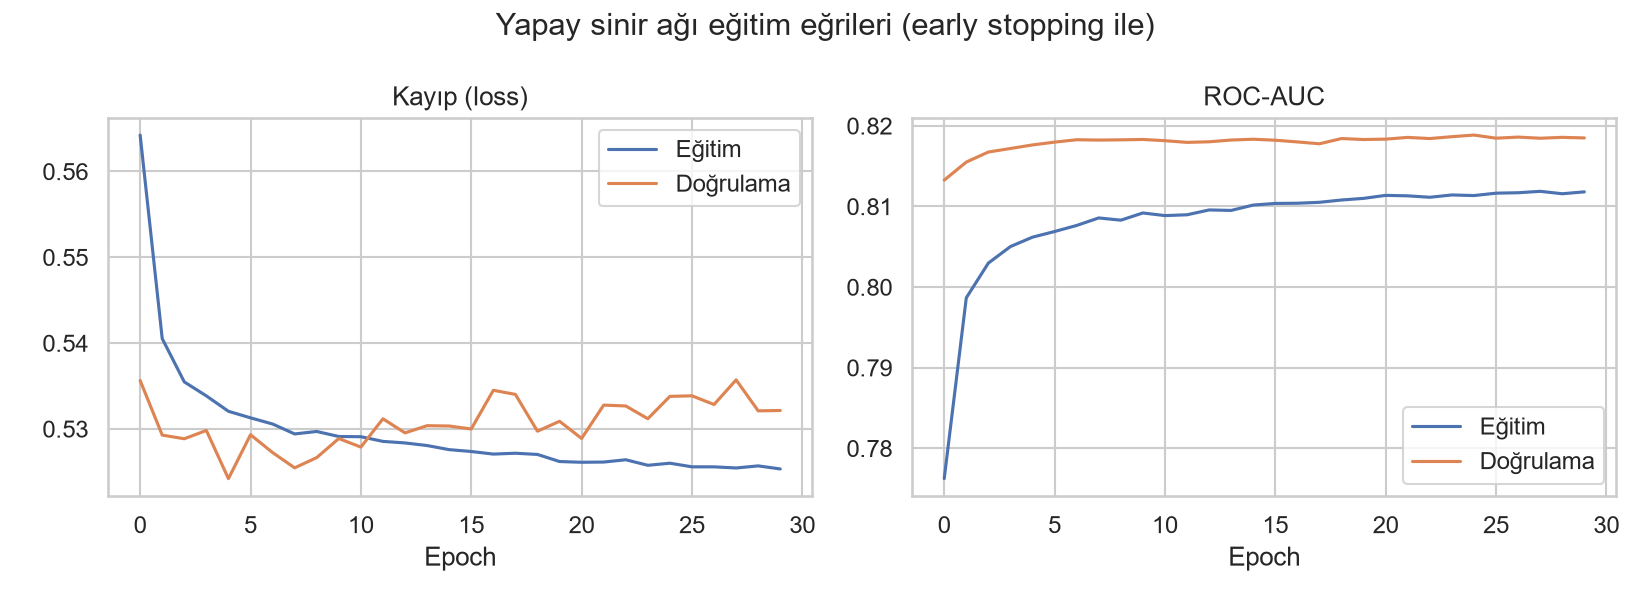 Yapay sinir ağı eğitim eğrileri (early stopping ile)
Kayıp (loss)
0.56
0.55
0.54
0.53
0 5 10 15 20 25 30
Epoch
Eğitim
Doğrulama
ROC-AUC
0.82
0.81
0.80
0.79
0.78
0 5 10 15 20 25 30
Epoch
Eğitim
Doğrulama